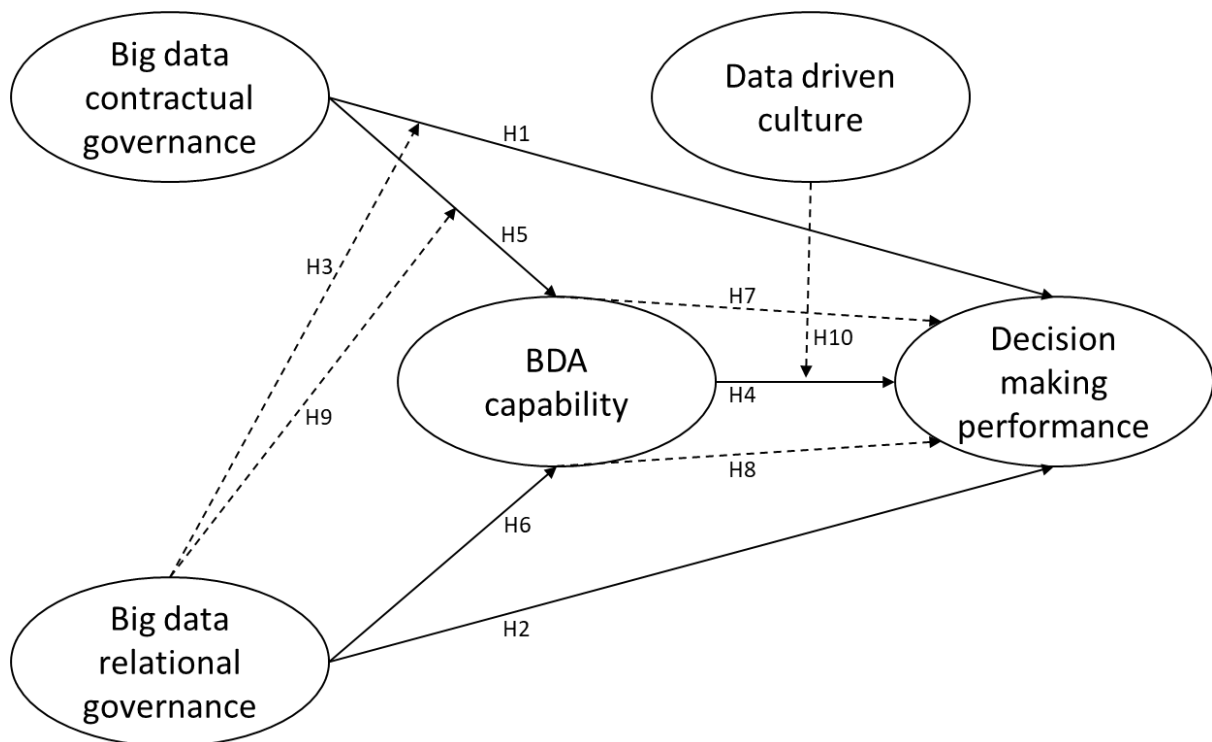 Big data
contractual
governance
Data driven
culture
H1
H5
H3
H7
H10
H9
BDA
capability
H4
Decision
making
performance
H8
H6
H2
Big data
relational
governance